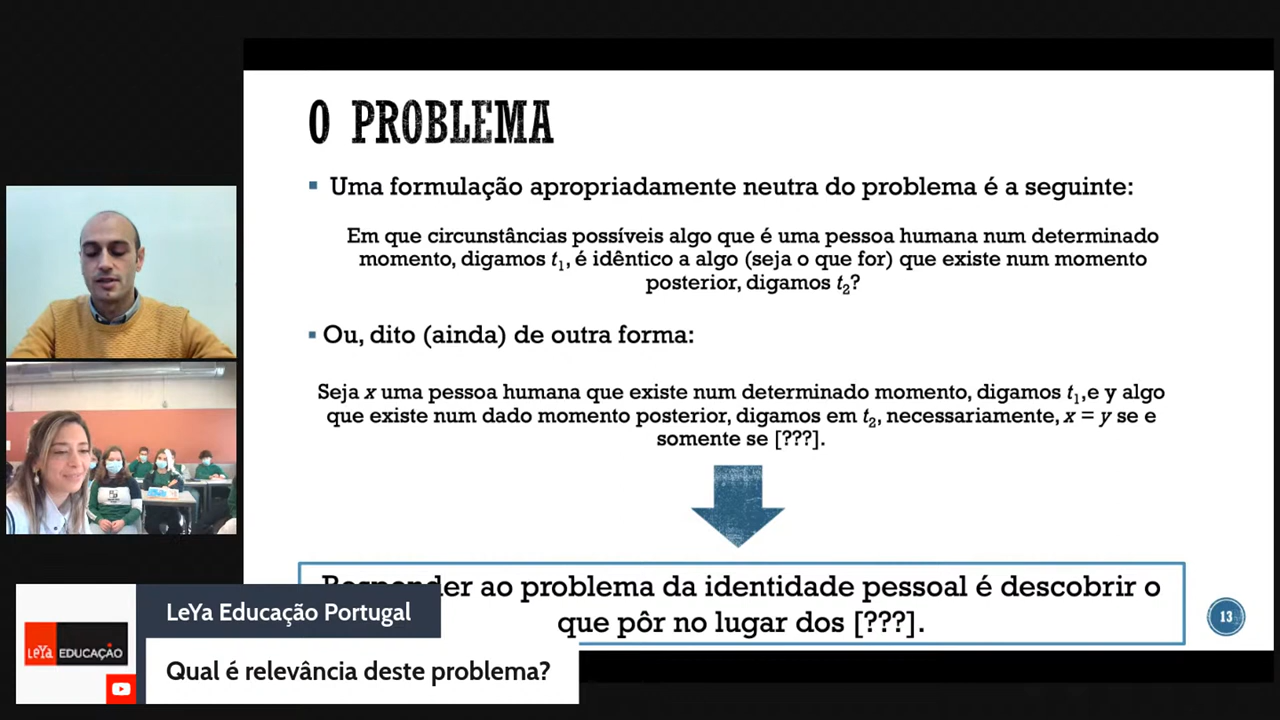 O PROBLEMA
▪ Uma formulação apropriadamente neutra do problema é a seguinte:
Em que circunstâncias possíveis algo que é uma pessoa humana num determinado
momento, digamos t₁, é idêntico a algo (seja o que for) que existe num momento
posterior, digamos t₂?
▪ Ou, dito (ainda) de outra forma:
Seja x uma pessoa humana que existe num determinado momento, digamos t₁,e y algo
que existe num dado momento posterior, digamos em t₂, necessariamente, x = y se e
somente se [???].
Responder ao problema da identidade pessoal é descobrir o
que pôr no lugar dos [???].
13
LeYa Educação Portugal
LeYa EDUCAÇÃO
Qual é relevância deste problema?